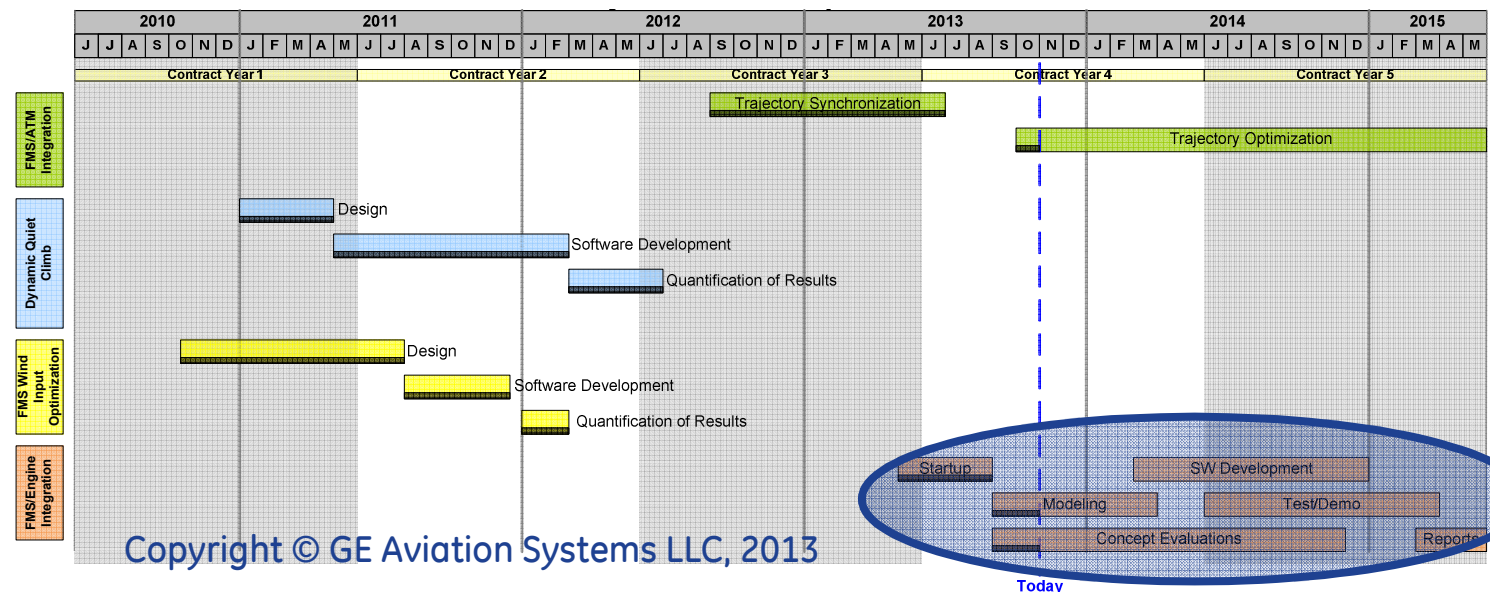 2010 2011 2012 2013 2014 2015
J J A S O N D J F M A M J J A S O N D J F M A M J J A S O N D J F M A M J J A S O N D J F M A M J J A S O N D J F M A M
Contract Year 1 Contract Year 2 Contract Year 3 Contract Year 4 Contract Year 5
FMS/ATM
Integration
Trajectory Synchronization
Trajectory Optimization
Dynamic Quiet
Climb
Design
Software Development
Quantification of Results
FMS Wind
Input
Optimization
Design
Software Development
Quantification of Results
FMS/Engine
Integration
Startup SW Development
Modeling Test/Demo
Concept Evaluations Reports
Copyright © GE Aviation Systems LLC, 2013
Today